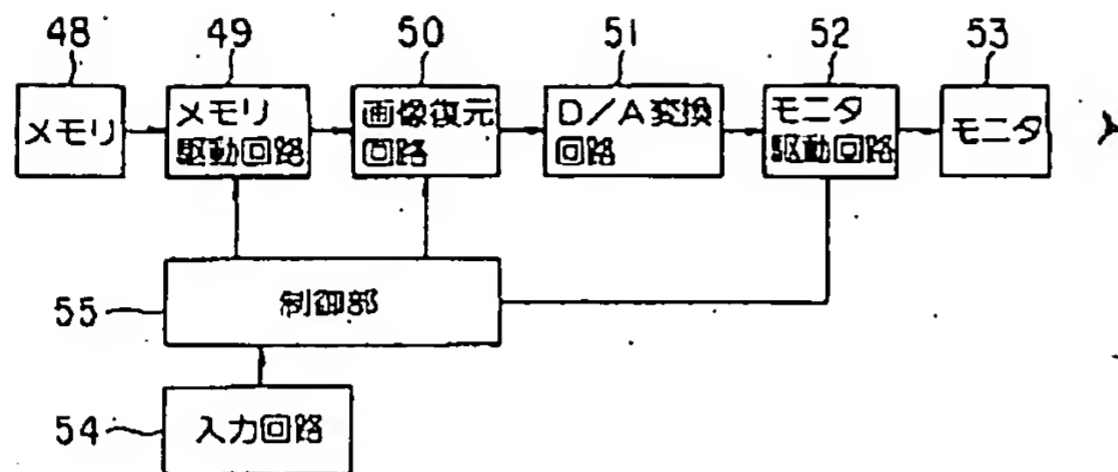 48
49
50
51
52
53
メモリ
メモリ
駆動回路
画像復元
回路
D/A変換
回路
モニタ
駆動回路
モニタ
55
制御部
54
入力回路